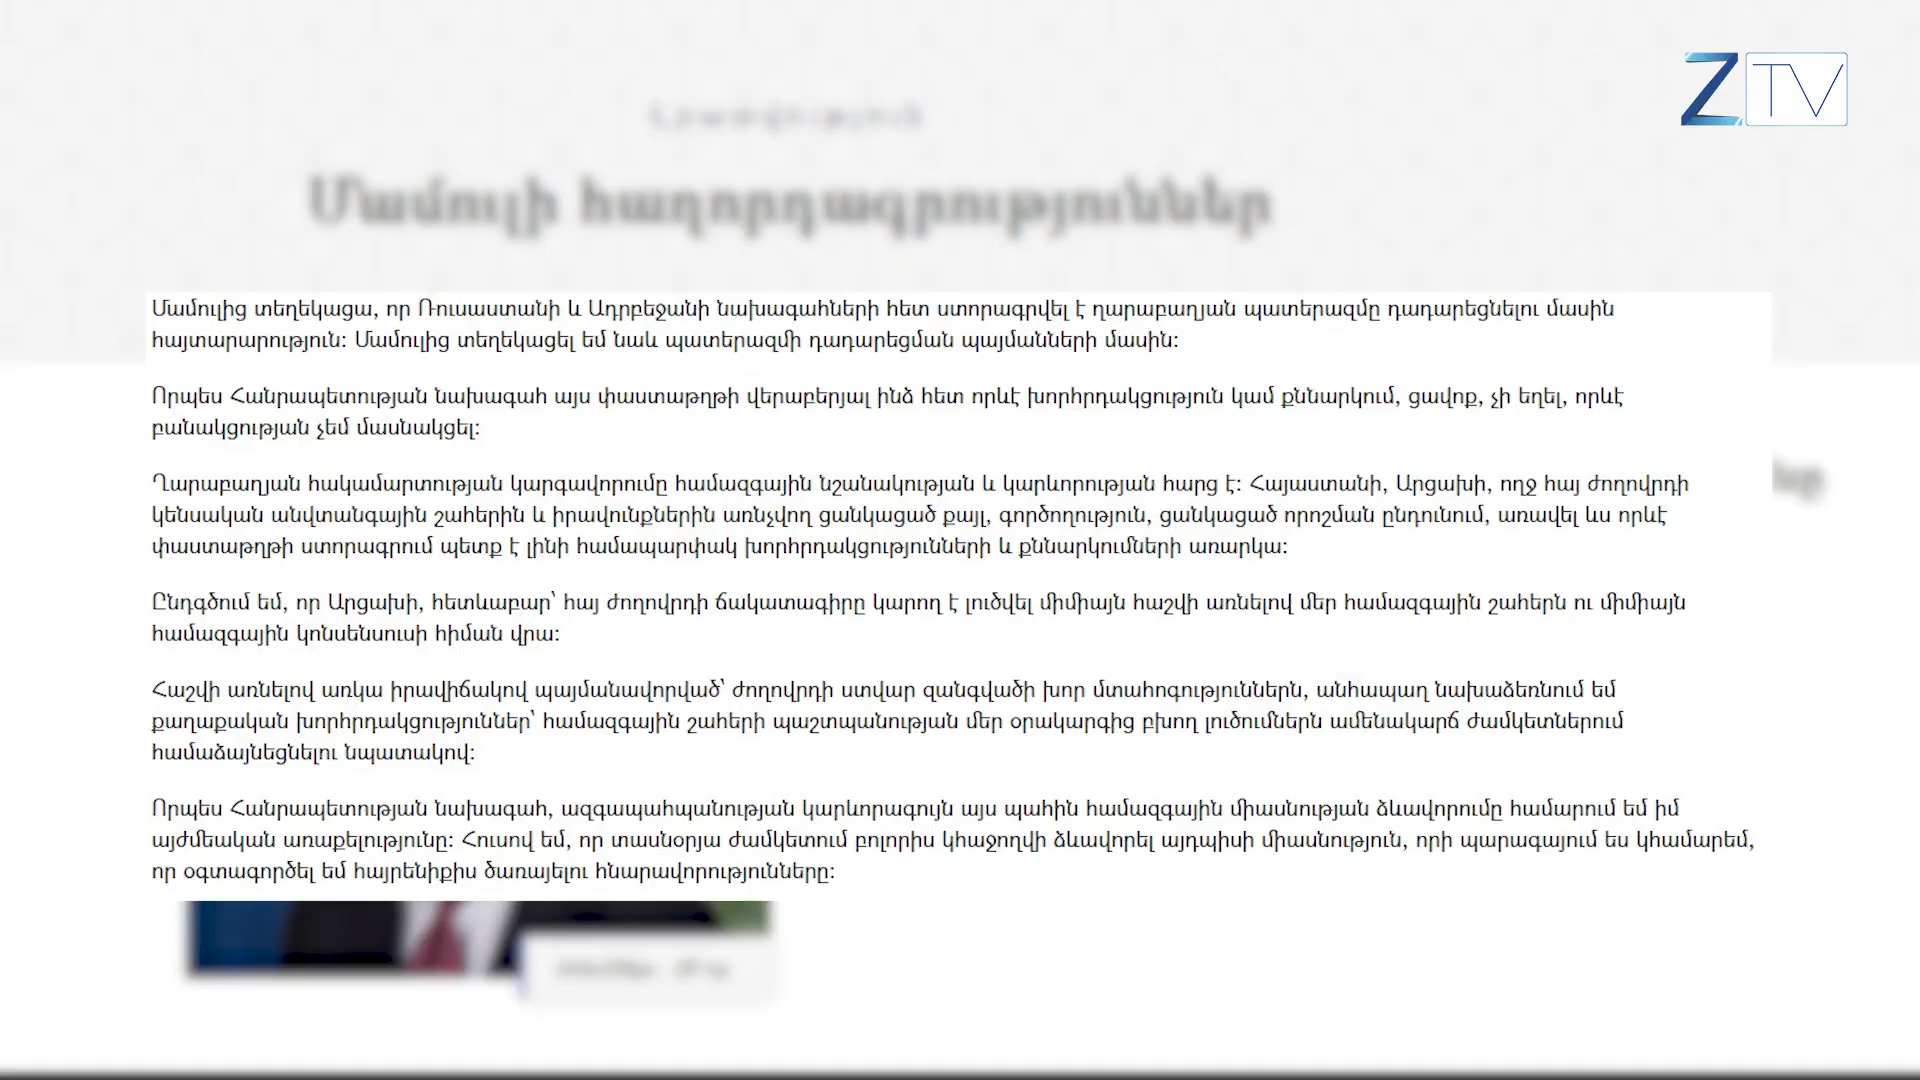 ZTV
Լրատվություն
Մամուլի հաղորդագրություններ
Մամուլից տեղեկացա, որ Ռուսաստանի և Ադրբեջանի նախագահների հետ ստորագրվել է ղարաբաղյան պատերազմը դադարեցնելու մասին
հայտարարություն: Մամուլից տեղեկացել եմ նաև պատերազմի դադարեցման պայմանների մասին:
Որպես Հանրապետության նախագահ այս փաստաթղթի վերաբերյալ ինձ հետ որևէ խորհրդակցություն կամ քննարկում, ցավոք, չի եղել, որևէ
բանակցության չեմ մասնակցել:
Ղարաբաղյան հակամարտության կարգավորումը համազգային նշանակության և կարևորության հարց է: Հայաստանի, Արցախի, ողջ հայ ժողովրդի
կենսական անվտանգային շահերին և իրավունքներին առնչվող ցանկացած քայլ, գործողություն, ցանկացած որոշման ընդունում, առավել ևս որևէ
փաստաթղթի ստորագրում պետք է լինի համապարփակ խորհրդակցությունների և քննարկումների առարկա:
Ընդգծում եմ, որ Արցախի, հետևաբար՝ հայ ժողովրդի ճակատագիրը կարող է լուծվել միմիայն հաշվի առնելով մեր համազգային շահերն ու միմիայն
համազգային կոնսենսուսի հիման վրա:
Հաշվի առնելով առկա իրավիճակով պայմանավորված՝ ժողովրդի ստվար զանգվածի խոր մտահոգություններն, անհապաղ նախաձեռնում եմ
քաղաքական խորհրդակցություններ՝ համազգային շահերի պաշտպանության մեր օրակարգից բխող լուծումներն ամենակարճ ժամկետներում
համաձայնեցնելու նպատակով:
Որպես Հանրապետության նախագահ, ազգապահպանության կարևորագույն այս պահին համազգային միասնության ձևավորումը համարում եմ իմ
այժմեական առաքելությունը: Հուսով եմ, որ տասնօրյա ժամկետում բոլորիս կհաջողվի ձևավորել այդպիսի միասնություն, որի պարագայում ես կհամարեմ,
որ օգտագործել եմ հայրենիքիս ծառայելու հնարավորությունները: